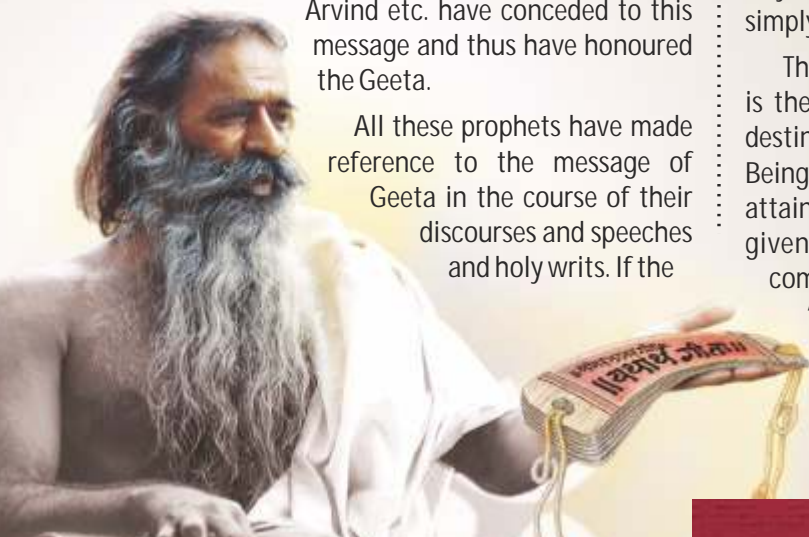 Arvind etc. have conceded to this
message and thus have honoured
the Geeta.
All these prophets have made
reference to the message of
Geeta in the course of their
discourses and speeches
and holy writs. If the
simply
Th
is the
destin
Being
attain
given
com
॥यथार्थ गीता॥